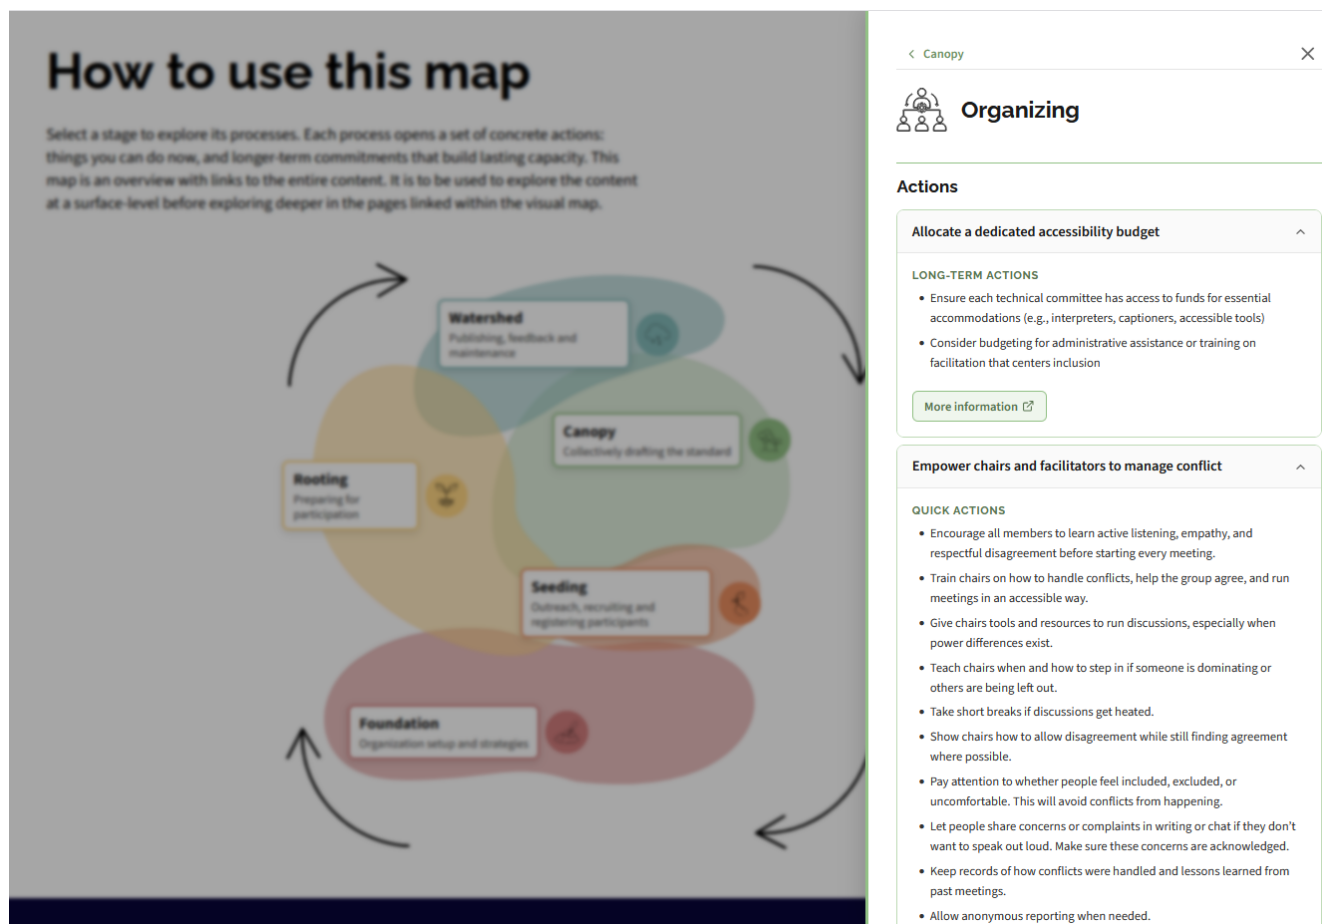 How to use this map
Select a stage to explore its processes. Each process opens a set of concrete actions:
things you can do now, and longer-term commitments that build lasting capacity. This
map is an overview with links to the entire content. It is to be used to explore the content
at a surface-level before exploring deeper in the pages linked within the visual map.
Watershed
Publishing, feedback and
maintenance
Canopy
Collectively drafting the standard
Rooting
Preparing for
participation
Seeding
Outreach, recruiting and
registering participants
Foundation
Organization setup and strategies
Canopy
Organizing
Actions
Allocate a dedicated accessibility budget
LONG-TERM ACTIONS
• Ensure each technical committee has access to funds for essential
accommodations (e.g., interpreters, captioners, accessible tools)
• Consider budgeting for administrative assistance or training on
facilitation that centers inclusion
More information
Empower chairs and facilitators to manage conflict
QUICK ACTIONS
• Encourage all members to learn active listening, empathy, and
respectful disagreement before starting every meeting.
• Train chairs on how to handle conflicts, help the group agree, and run
meetings in an accessible way.
• Give chairs tools and resources to run discussions, especially when
power differences exist.
• Teach chairs when and how to step in if someone is dominating or
others are being left out.
• Take short breaks if discussions get heated.
• Show chairs how to allow disagreement while still finding agreement
where possible.
• Pay attention to whether people feel included, excluded, or
uncomfortable. This will avoid conflicts from happening.
• Let people share concerns or complaints in writing or chat if they don't
want to speak out loud. Make sure these concerns are acknowledged.
• Keep records of how conflicts were handled and lessons learned from
past meetings.
• Allow anonymous reporting when needed.